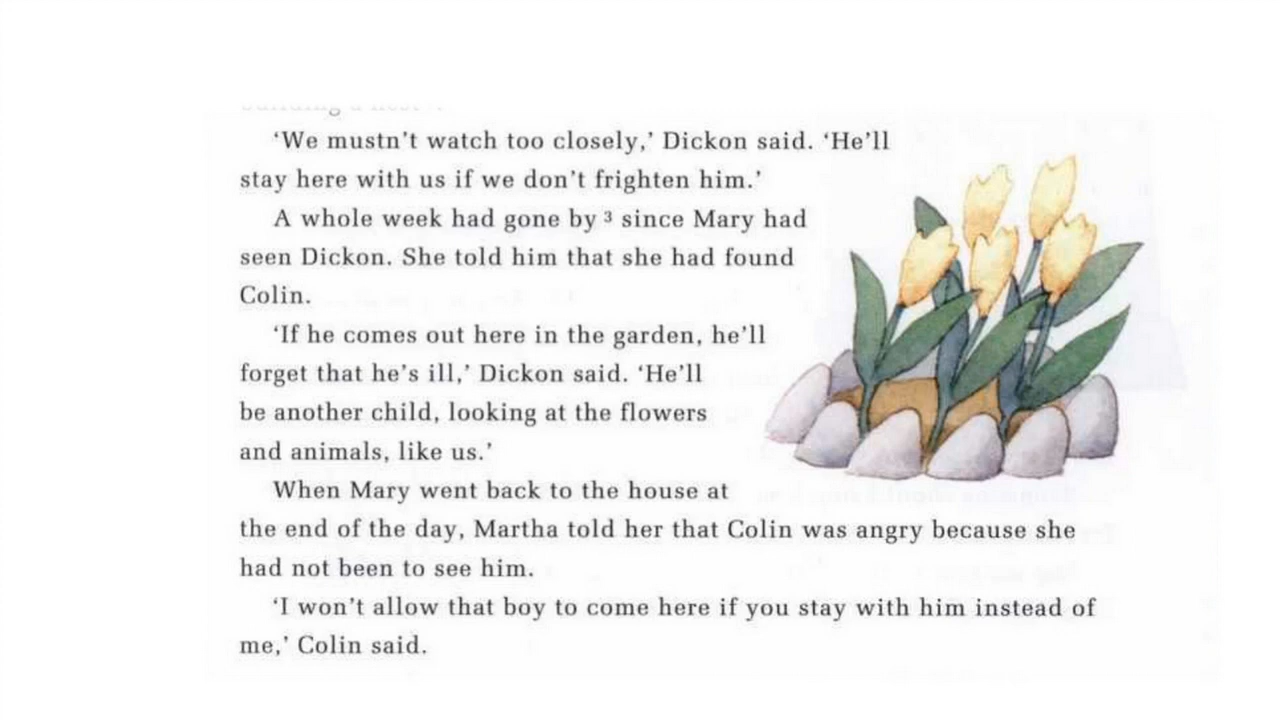 ‘We mustn’t watch too closely,’ Dickon said. ‘He’ll
stay here with us if we don’t frighten him.’
A whole week had gone by ³ since Mary had
seen Dickon. She told him that she had found
Colin.
‘If he comes out here in the garden, he’ll
forget that he’s ill,’ Dickon said. ‘He’ll
be another child, looking at the flowers
and animals, like us.’
When Mary went back to the house at
the end of the day, Martha told her that Colin was angry because she
had not been to see him.
‘I won’t allow that boy to come here if you stay with him instead of
me,’ Colin said.